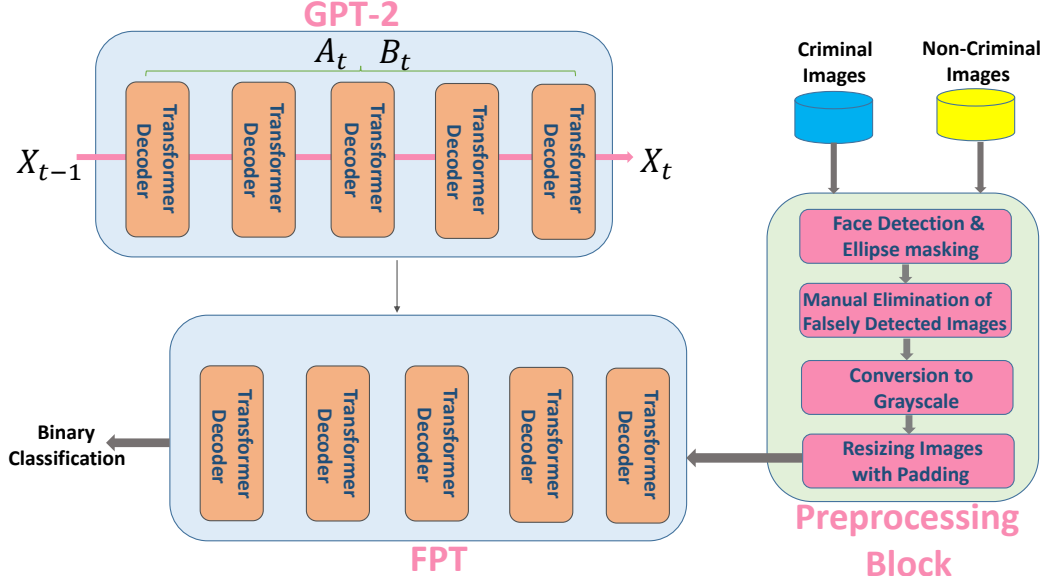 GPT-2
A_t B_t
Transformer
Decoder
Transformer
Decoder
Transformer
Decoder
Transformer
Decoder
Transformer
Decoder
X_{t-1}
X_t
Criminal
Images
Non-Criminal
Images
Face Detection &
Ellipse masking
Manual Elimination of
Falsely Detected Images
Conversion to
Grayscale
Resizing Images
with Padding
Preprocessing
Block
Transformer
Decoder
Transformer
Decoder
Transformer
Decoder
Transformer
Decoder
Transformer
Decoder
Binary
Classification
FPT